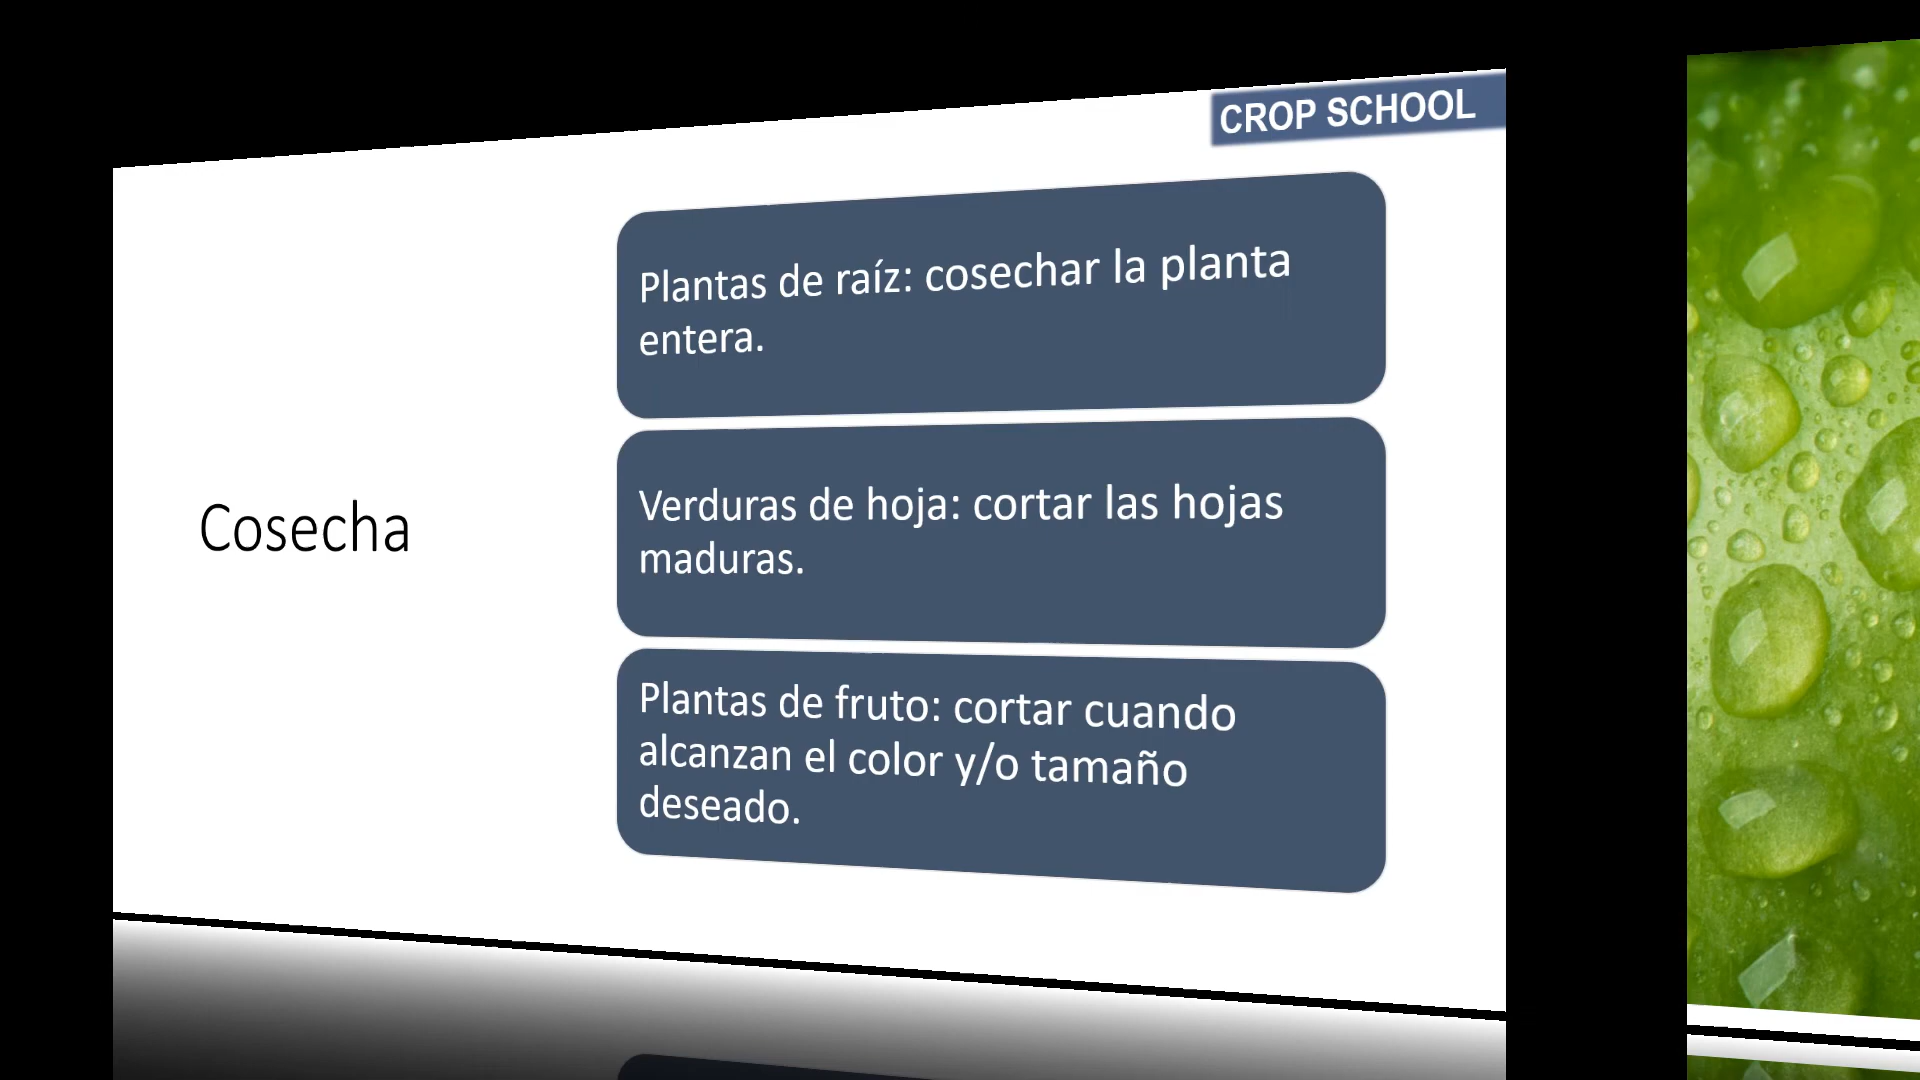 CROP SCHOOL
Cosecha
Plantas de raíz: cosechar la planta
entera.
Verduras de hoja: cortar las hojas
maduras.
Plantas de fruto: cortar cuando
alcanzan el color y/o tamaño
deseado.